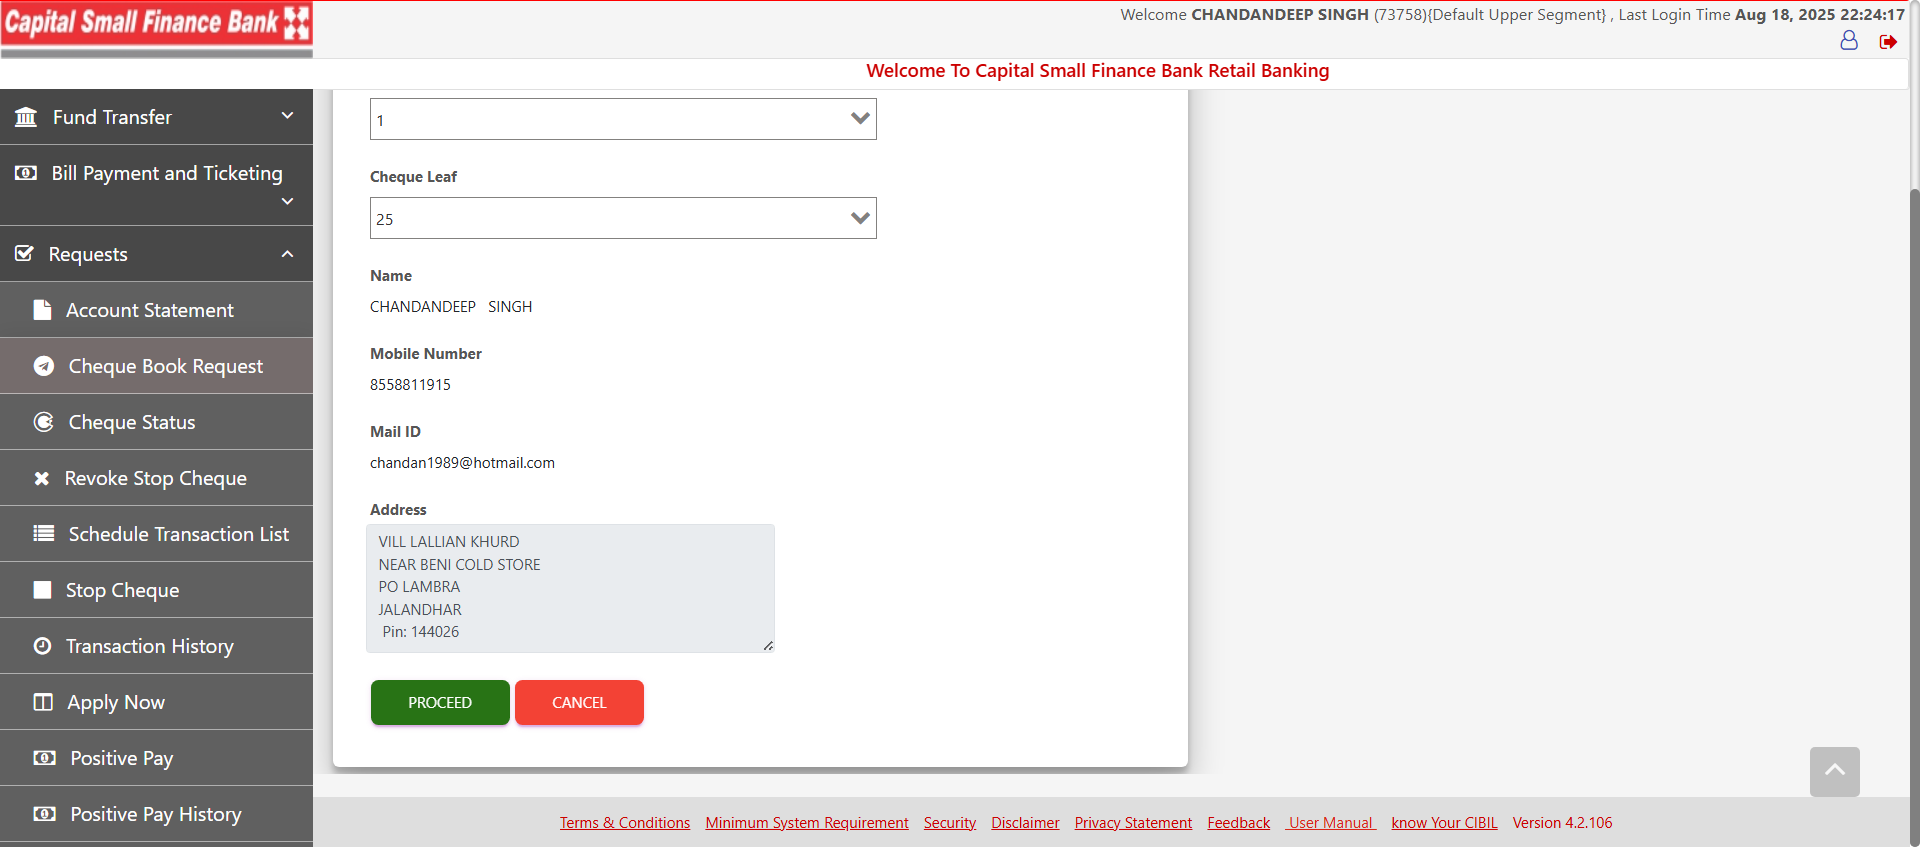 Capital Small Finance Bank
Welcome CHANDANDEEP SINGH (73758){Default Upper Segment} , Last Login Time Aug 18, 2025 22:24:17
Welcome To Capital Small Finance Bank Retail Banking
Fund Transfer
Bill Payment and Ticketing
Requests
Account Statement
Cheque Book Request
Cheque Status
Revoke Stop Cheque
Schedule Transaction List
Stop Cheque
Transaction History
Apply Now
Positive Pay
Positive Pay History
1
Cheque Leaf
25
Name
CHANDANDEEP SINGH
Mobile Number
8558811915
Mail ID
chandan1989@hotmail.com
Address
VILL LALLIAN KHURD
NEAR BENI COLD STORE
PO LAMBRA
JALANDHAR
Pin: 144026
PROCEED CANCEL
Terms & Conditions Minimum System Requirement Security Disclaimer Privacy Statement Feedback User Manual know Your CIBIL Version 4.2.106